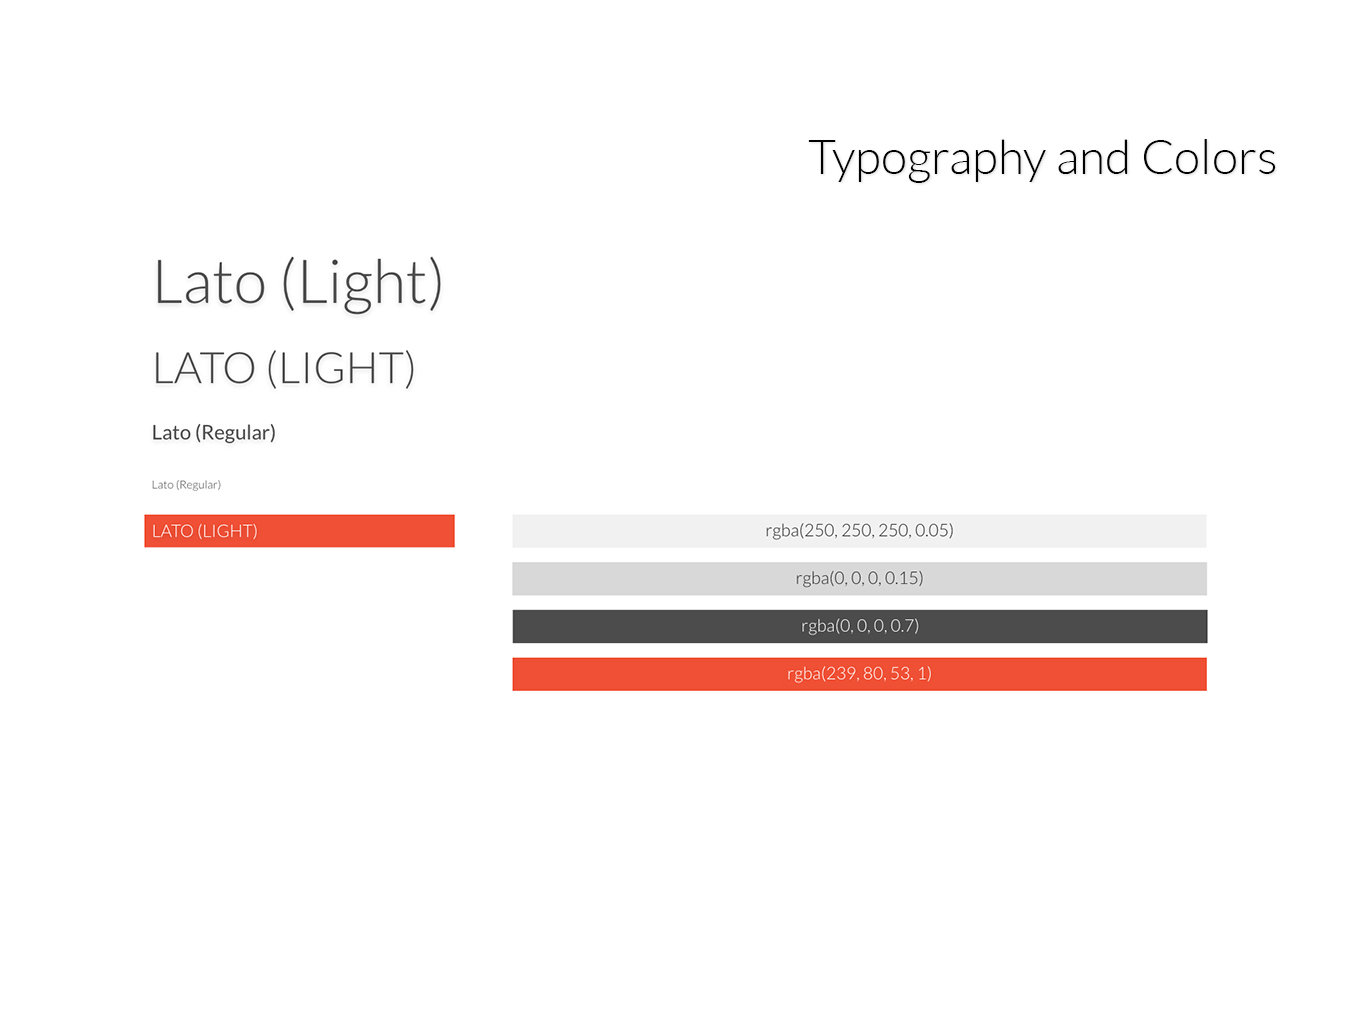 Typography and Colors
Lato (Light)
LATO (LIGHT)
Lato (Regular)
Lato (Regular)
LATO (LIGHT)
rgba(250, 250, 250, 0.05)
rgba(0, 0, 0, 0.15)
rgba(0, 0, 0, 0.7)
rgba(239, 80, 53, 1)